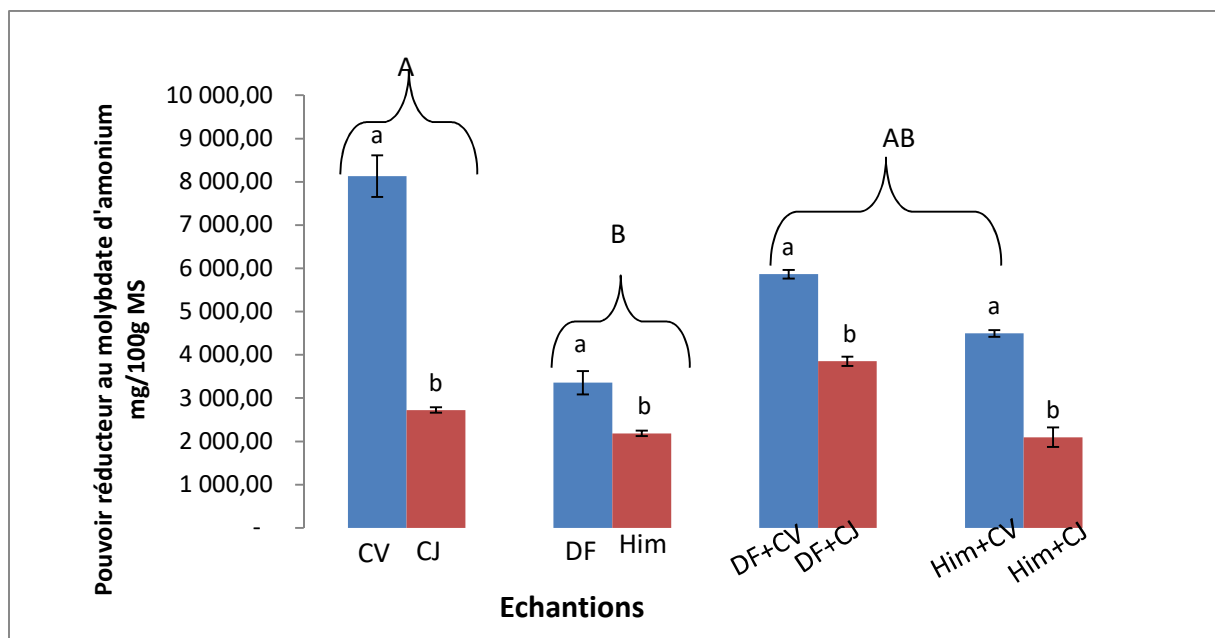 Pouvoir réducteur au molybdate d'amonium
mg/100g MS
10 000,00
9 000,00
8 000,00
7 000,00
6 000,00
5 000,00
4 000,00
3 000,00
2 000,00
1 000,00
-
A
a
b
B
a
b
AB
a
b
a
b
CV
CJ
DF
Him
DF+CV
DF+CJ
Him+CV
Him+CJ
Echantions